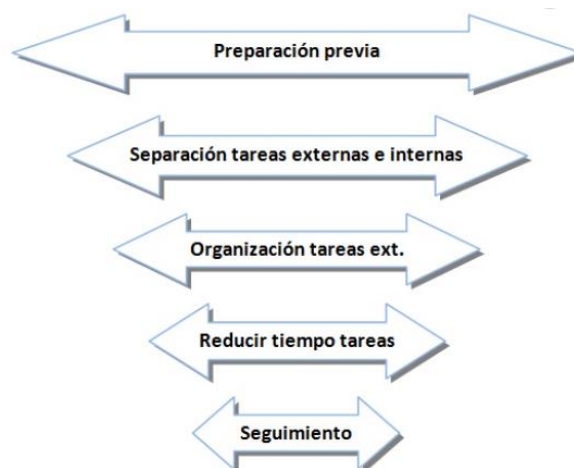 Preparación previa
Separación tareas externas e internas
Organización tareas ext.
Reducir tiempo tareas
Seguimiento